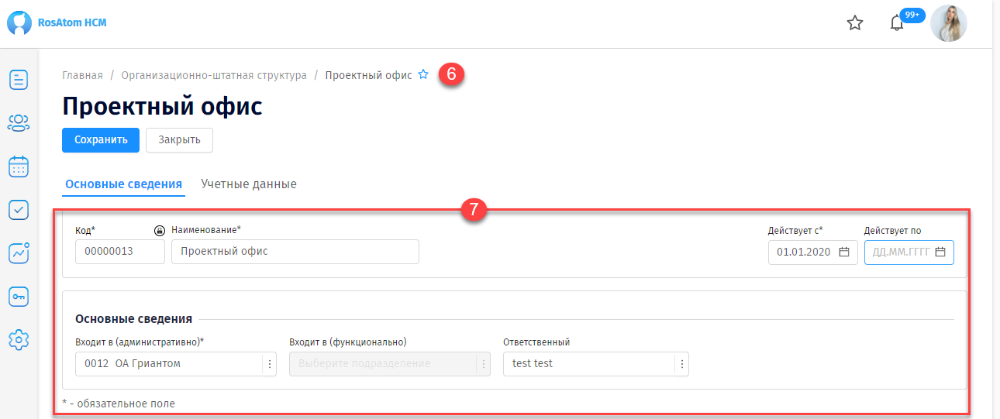 RosAtom HCM
99+
Главная / Организационно-штатная структура / Проектный офис
6
Проектный офис
Сохранить Закрыть
Основные сведения Учетные данные
7
Код* Наименование* Действует с* Действует по
00000013 Проектный офис 01.01.2020 ДД.ММ.ГГГГ
Основные сведения
Входит в (административно)* Входит в (функционально) Ответственный
0012 ОА Гриантом Выберите подразделение test test
* - обязательное поле